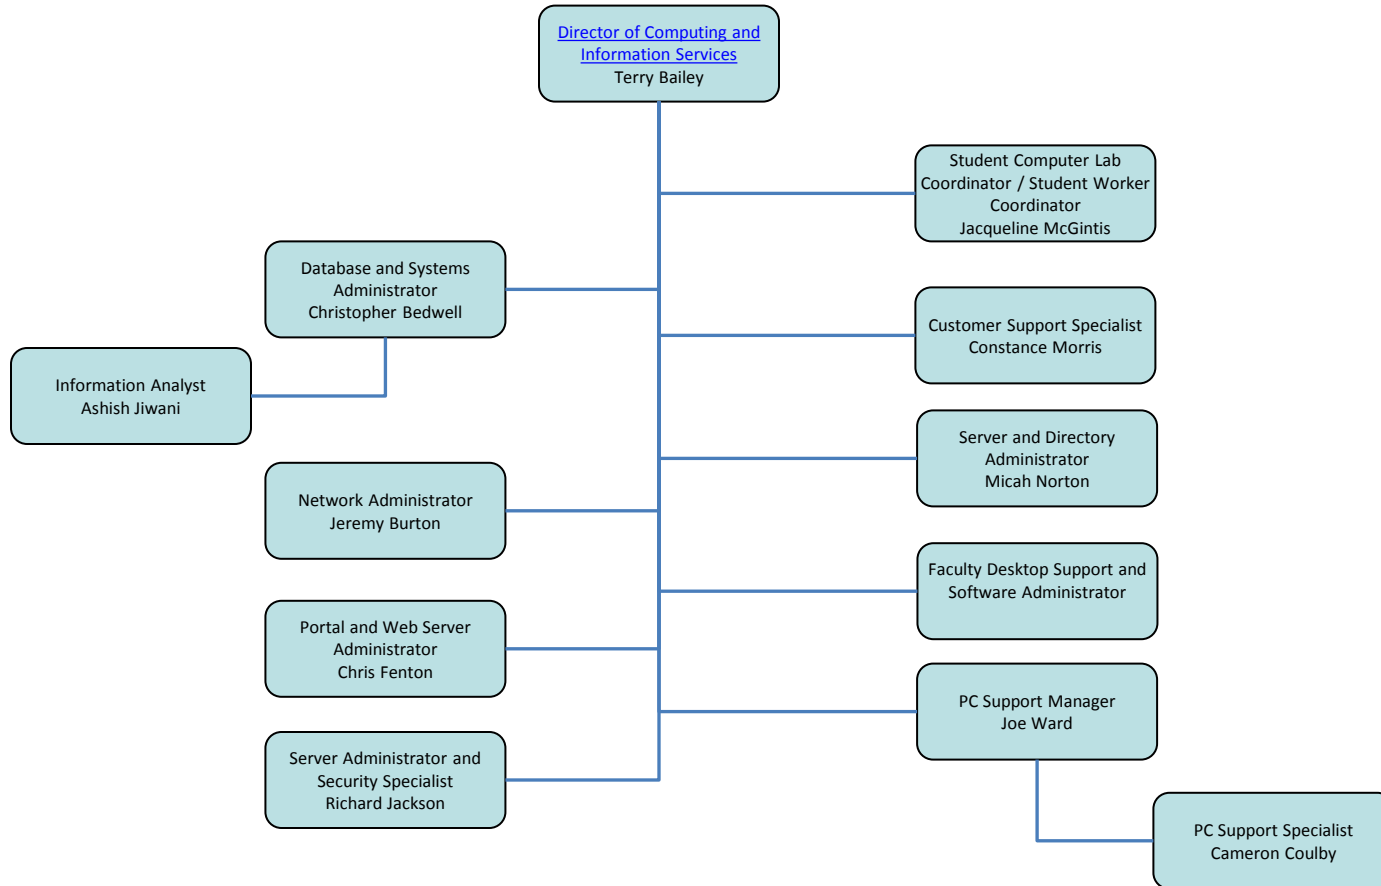 Director of Computing and
Information Services
Terry Bailey
Student Computer Lab
Coordinator / Student Worker
Coordinator
Jacqueline McGintis
Database and Systems
Administrator
Christopher Bedwell
Customer Support Specialist
Constance Morris
Information Analyst
Ashish Jiwani
Server and Directory
Administrator
Micah Norton
Network Administrator
Jeremy Burton
Faculty Desktop Support and
Software Administrator
Portal and Web Server
Administrator
Chris Fenton
PC Support Manager
Joe Ward
Server Administrator and
Security Specialist
Richard Jackson
PC Support Specialist
Cameron Coulby